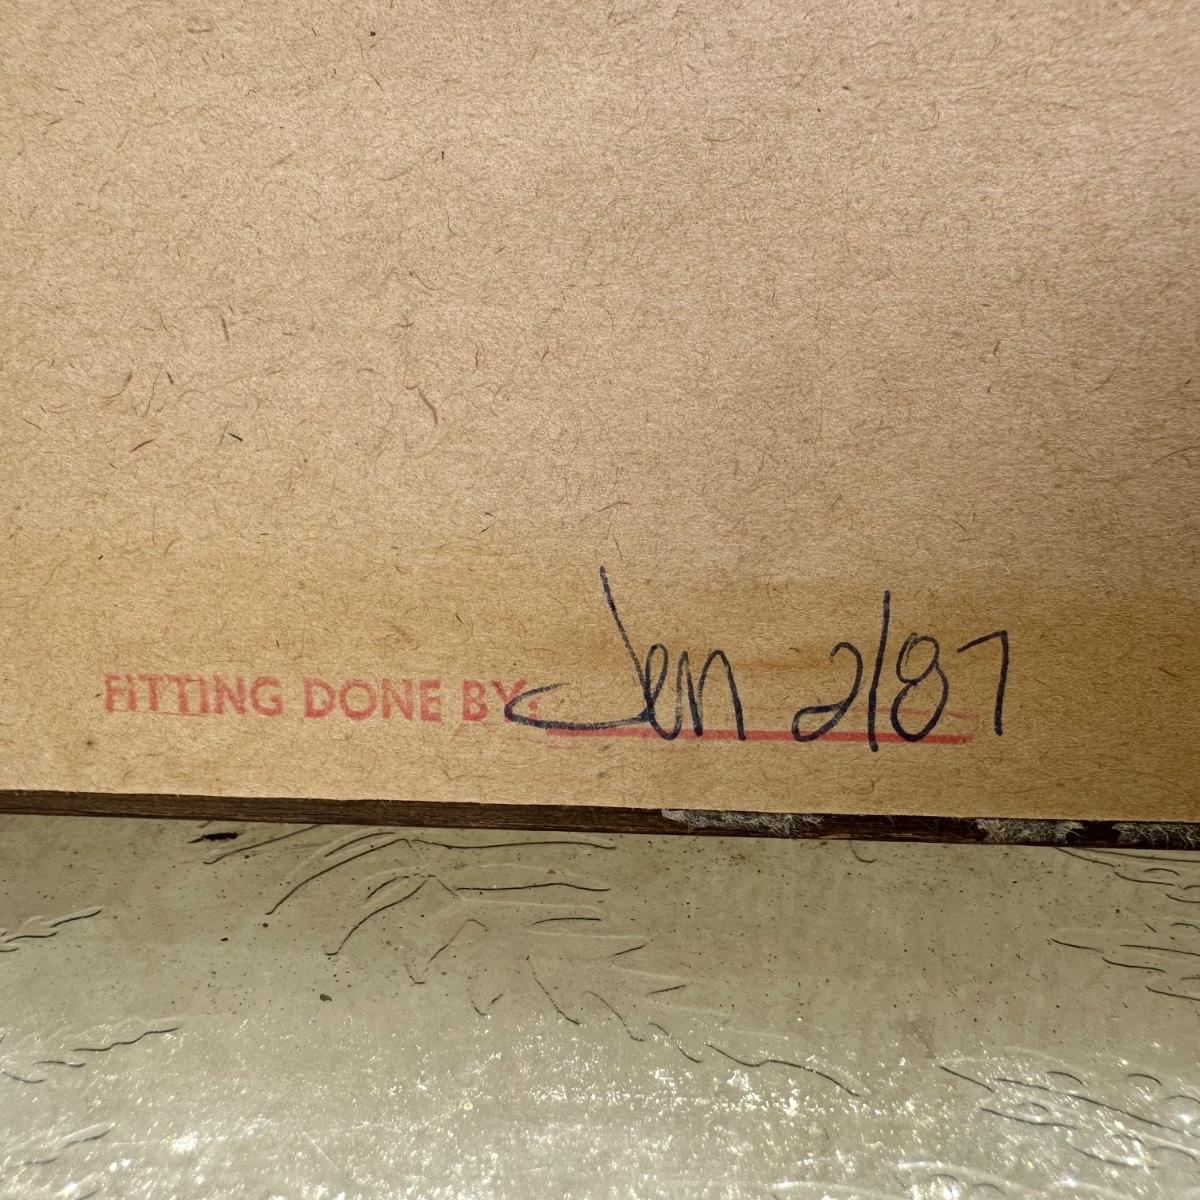 FITTING DONE BY: Jen 2/87